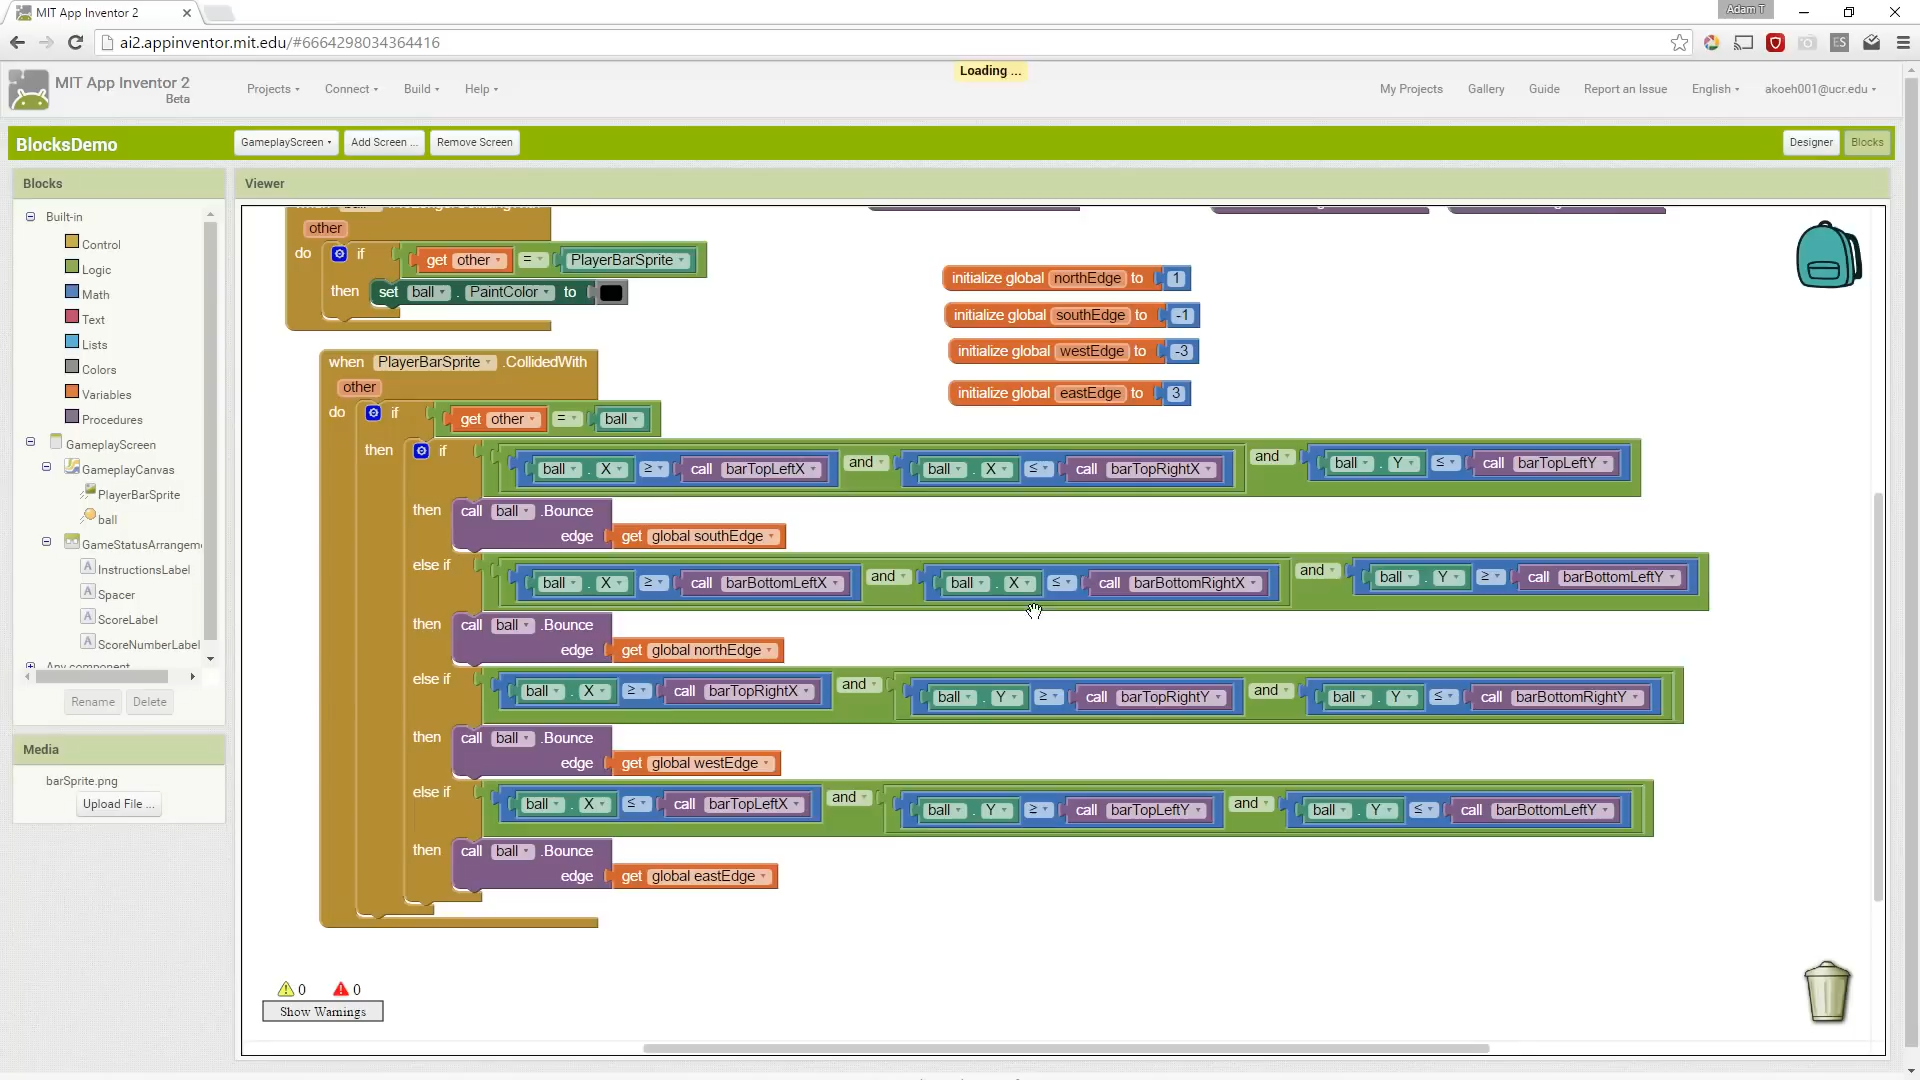 MIT App Inventor 2
Adam T
ai2.appinventor.mit.edu/#6664298034364416
ES
Loading ...
MIT App Inventor 2
Beta
Projects
Connect
Build
Help
My Projects
Gallery
Guide
Report an Issue
English
akoeh001@ucr.edu
BlocksDemo
GameplayScreen
Add Screen ...
Remove Screen
Designer
Blocks
Blocks
Viewer
Built-in
Control
Logic
Math
Text
Lists
Colors
Variables
Procedures
GameplayScreen
GameplayCanvas
PlayerBarSprite
ball
GameStatusArrangem
InstructionsLabel
Spacer
ScoreLabel
ScoreNumberLabel
Any component
Rename
Delete
Media
barSprite.png
Upload File ...
other
do if get other = PlayerBarSprite
then set ball . PaintColor to
initialize global northEdge to 1
initialize global southEdge to -1
initialize global westEdge to -3
initialize global eastEdge to 3
when PlayerBarSprite .CollidedWith
other
do if get other = ball
then if ball . X ≥ call barTopLeftX and ball . X ≤ call barTopRightX and ball . Y ≤ call barTopLeftY
then call ball .Bounce
edge get global southEdge
else if ball . X ≥ call barBottomLeftX and ball . X ≤ call barBottomRightX and ball . Y ≥ call barBottomLeftY
then call ball .Bounce
edge get global northEdge
else if ball . X ≥ call barTopRightX and ball . Y ≥ call barTopRightY and ball . Y ≤ call barBottomRightY
then call ball .Bounce
edge get global westEdge
else if ball . X ≤ call barTopLeftX and ball . Y ≥ call barTopLeftY and ball . Y ≤ call barBottomLeftY
then call ball .Bounce
edge get global eastEdge
0 0
Show Warnings